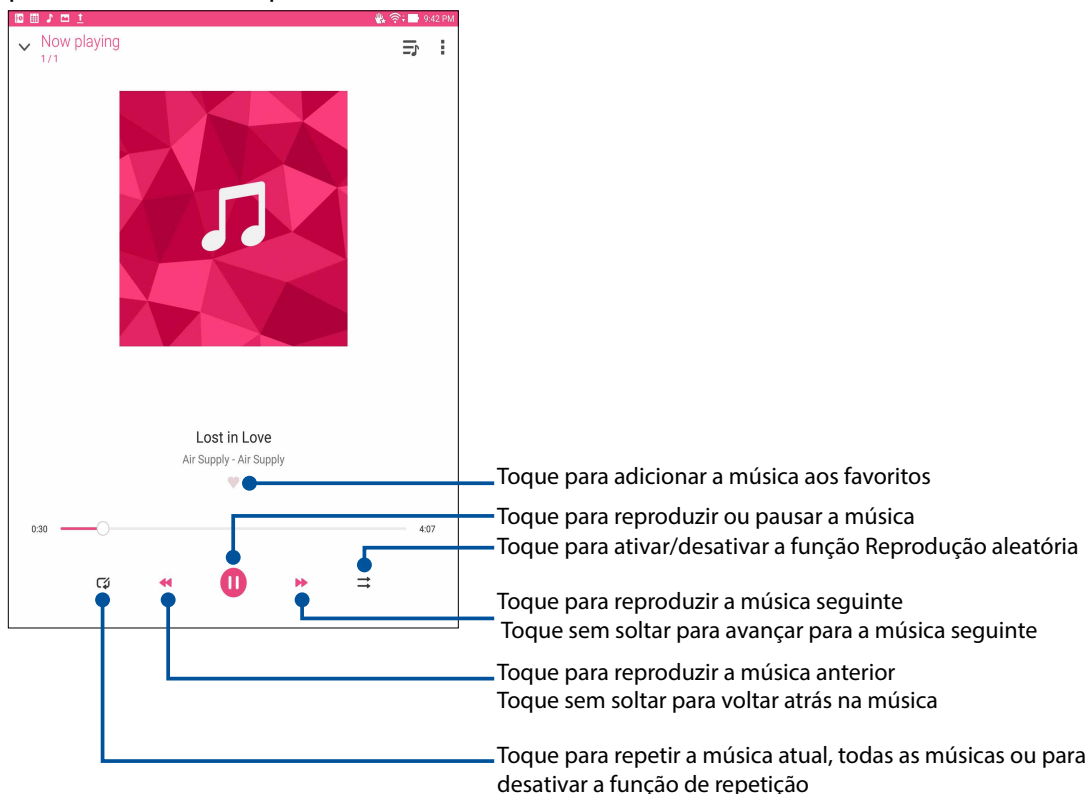 9:42 PM
Now playing
1 / 1
Lost in Love
Air Supply - Air Supply
Toque para adicionar a música aos favoritos
0:30
4:07
Toque para reproduzir ou pausar a música
Toque para ativar/desativar a função Reprodução aleatória
Toque para reproduzir a música seguinte
Toque sem soltar para avançar para a música seguinte
Toque para reproduzir a música anterior
Toque sem soltar para voltar atrás na música
Toque para repetir a música atual, todas as músicas ou para
desativar a função de repetição